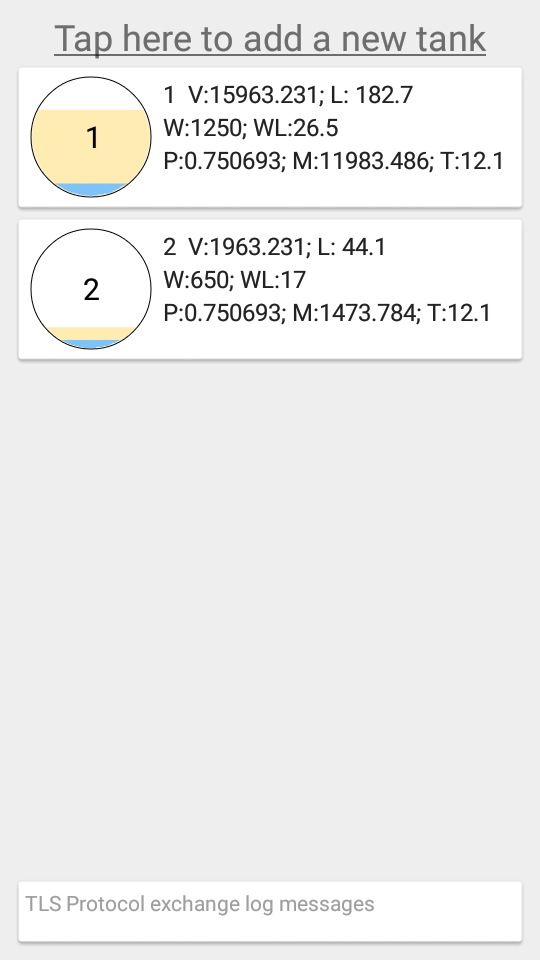 Tap here to add a new tank
1
1  V:15963.231; L: 182.7
W:1250; WL:26.5
P:0.750693; M:11983.486; T:12.1
2
2  V:1963.231; L: 44.1
W:650; WL:17
P:0.750693; M:1473.784; T:12.1
TLS Protocol exchange log messages